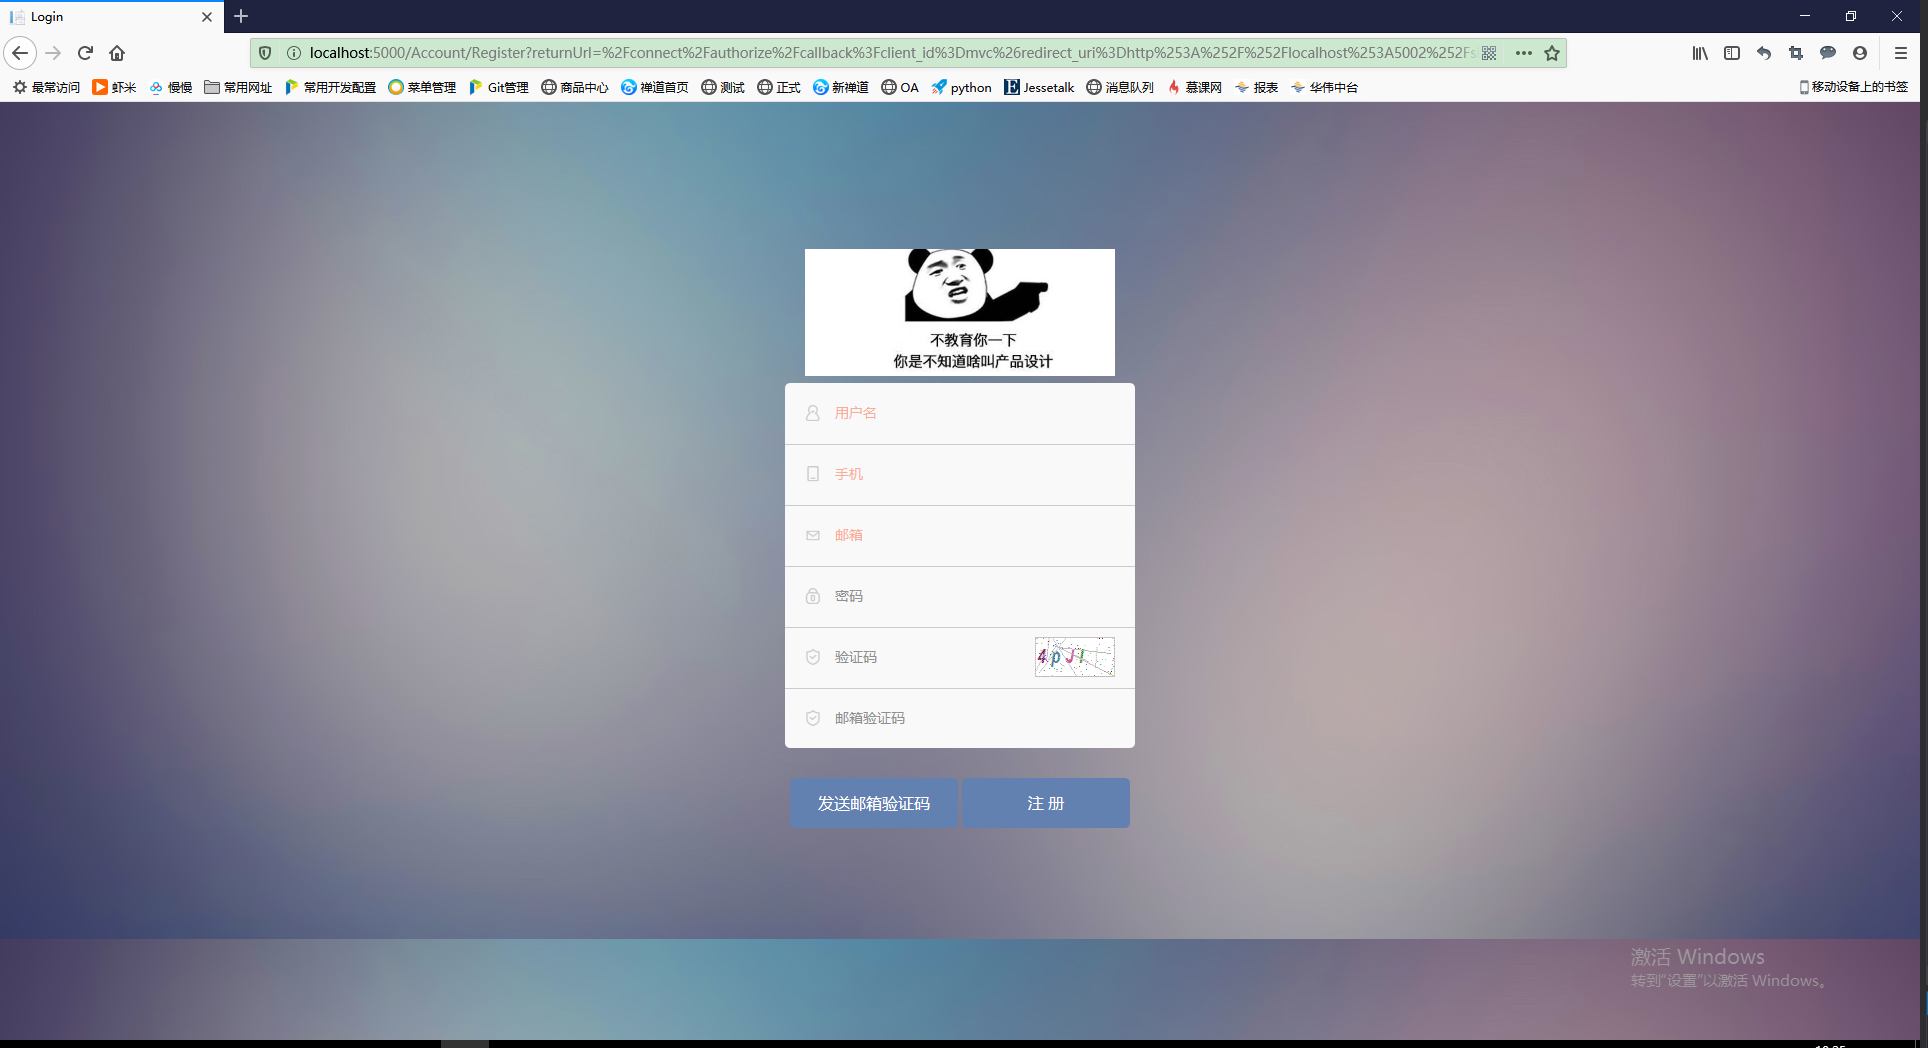 Login
localhost:5000/Account/Register?returnUrl=%2Fconnect%2Fauthorize%2Fcallback%3Fclient_id%3Dmvc%26redirect_uri%3Dhttp%253A%252F%252Flocalhost%253A5002%252Fs
最常访问 虾米 慢慢 常用网址 常用开发配置 菜单管理 Git管理 商品中心 禅道首页 测试 正式 新禅道 OA python Jessetalk 消息队列 慕课网 报表 华伟中台 移动设备上的书签
不教育你一下
你是不知道啥叫产品设计
用户名
手机
邮箱
密码
验证码 4pJI
邮箱验证码
发送邮箱验证码 注 册
激活 Windows
转到"设置"以激活 Windows。